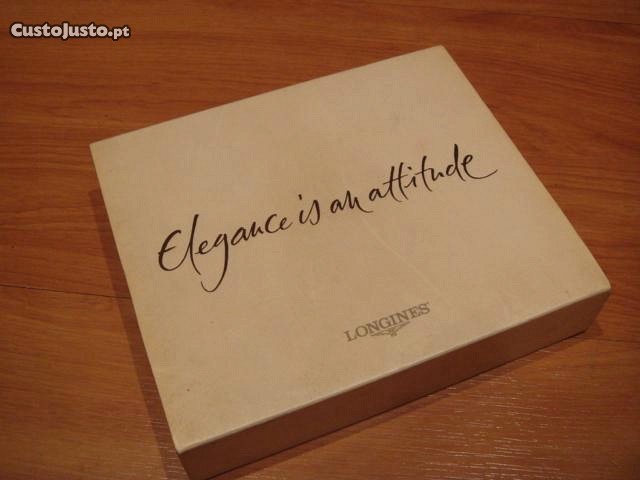 CustoJusto.pt
Elegance is an attitude
LONGINES